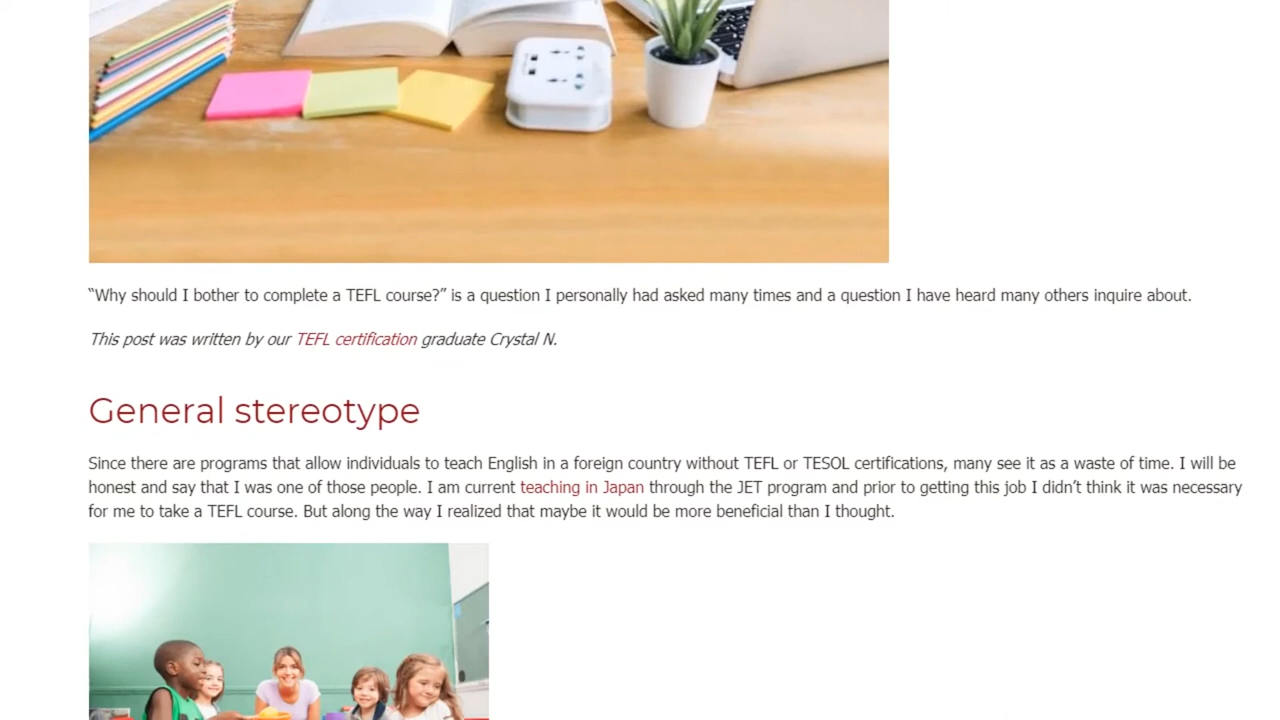 “Why should I bother to complete a TEFL course?” is a question I personally had asked many times and a question I have heard many others inquire about.
This post was written by our TEFL certification graduate Crystal N.
General stereotype
Since there are programs that allow individuals to teach English in a foreign country without TEFL or TESOL certifications, many see it as a waste of time. I will be
honest and say that I was one of those people. I am current teaching in Japan through the JET program and prior to getting this job I didn’t think it was necessary
for me to take a TEFL course. But along the way I realized that maybe it would be more beneficial than I thought.